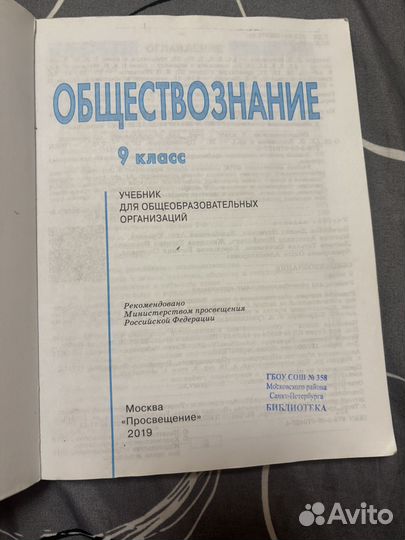 ОБЩЕСТВОЗНАНИЕ
9 класс
УЧЕБНИК
ДЛЯ ОБЩЕОБРАЗОВАТЕЛЬНЫХ
ОРГАНИЗАЦИЙ
Рекомендовано
Министерством просвещения
Российской Федерации
ГБОУ СОШ № 358
Московского района
Санкт-Петербурга
БИБЛИОТЕКА
Москва
«Просвещение»
2019
Avito